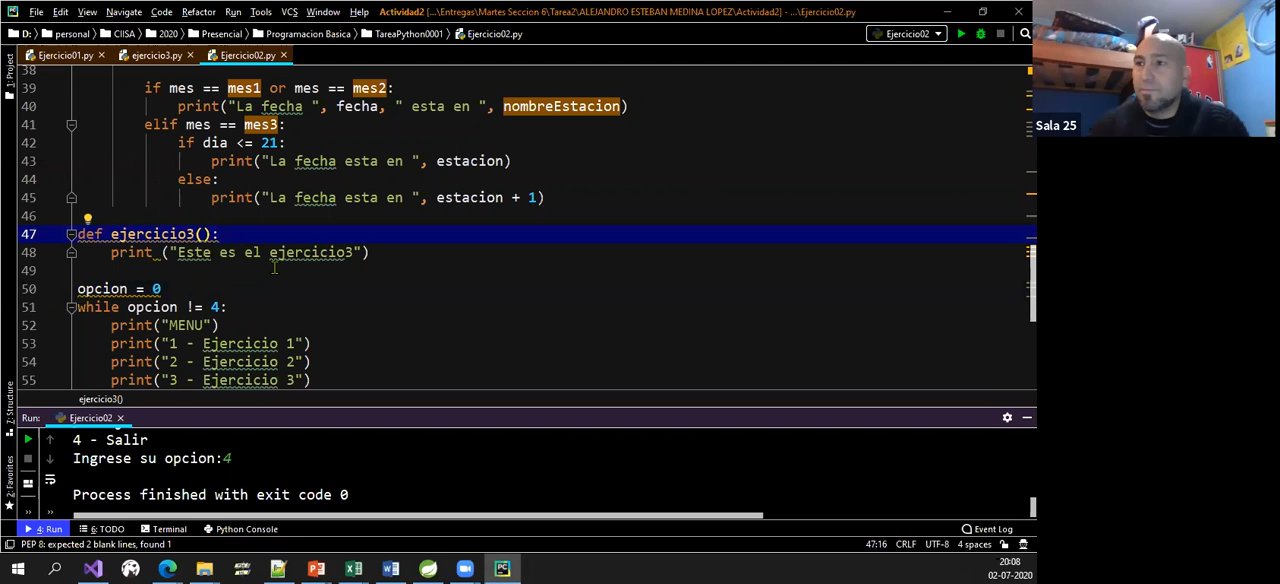 File Edit View Navigate Code Refactor Run Tools VCS Window Help Actividad2 [...\Entregas\Martes Seccion 6\Tarea2\ALEJANDRO ESTEBAN MEDINA LOPEZ\Actividad2] - ...\Ejercicio02.py
D: personal CIISA 2020 Presencial Programacion Basica TareaPython0001 Ejercicio02.py Ejercicio02
Ejercicio01.py ejercicio3.py Ejercicio02.py
1: Project
38
39 if mes == mes1 or mes == mes2:
40 print("La fecha ", fecha, " esta en ", nombreEstacion)
41 elif mes == mes3:
42 if dia <= 21:
43 print("La fecha esta en ", estacion)
44 else:
45 print("La fecha esta en ", estacion + 1)
46
47 def ejercicio3():
48 print ("Este es el ejercicio3")
49
50 opcion = 0
51 while opcion != 4:
52 print("MENU")
53 print("1 - Ejercicio 1")
54 print("2 - Ejercicio 2")
55 print("3 - Ejercicio 3")
ejercicio3()
7: Structure
2: Favorites
Run: Ejercicio02
4 - Salir
Ingrese su opcion:4
Process finished with exit code 0
4: Run 6: TODO Terminal Python Console Event Log
PEP 8: expected 2 blank lines, found 1 47:16 CRLF UTF-8 4 spaces
20:08
02-07-2020
Sala 25